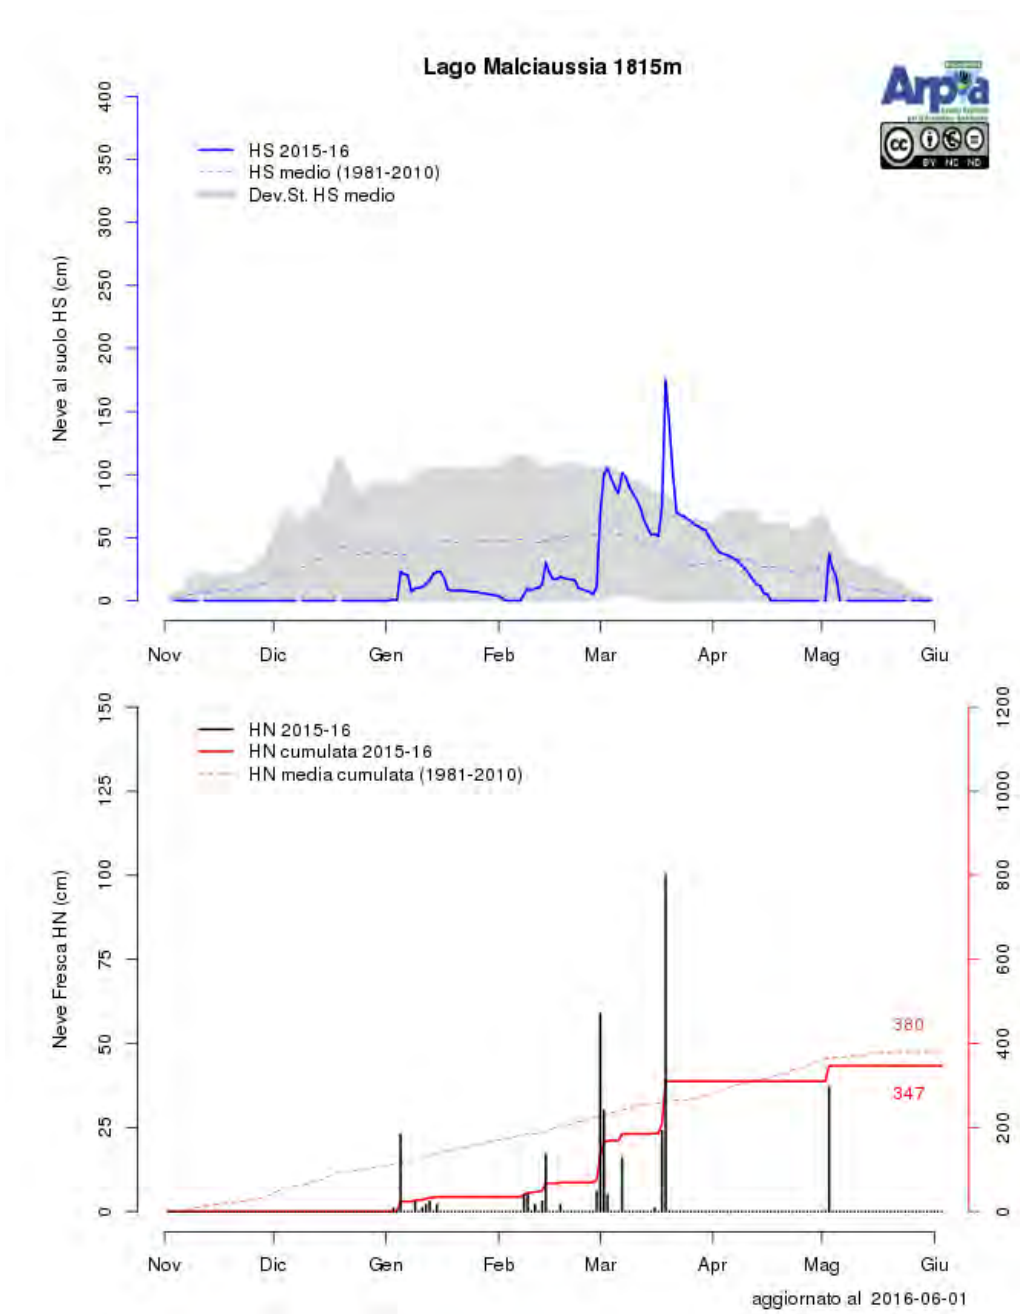 Lago Malciaussia 1815m
Arpa
cc
BY NC ND
HS 2015-16
HS medio (1981-2010)
Dev.St. HS medio
Neve al suolo HS (cm)
400
350
300
250
200
150
100
50
0
Nov Dic Gen Feb Mar Apr Mag Giu
HN 2015-16
HN cumulata 2015-16
HN media cumulata (1981-2010)
Neve Fresca HN (cm)
150
125
100
75
50
25
0
1200
1000
800
600
400
200
0
380
347
Nov Dic Gen Feb Mar Apr Mag Giu
aggiornato al 2016-06-01